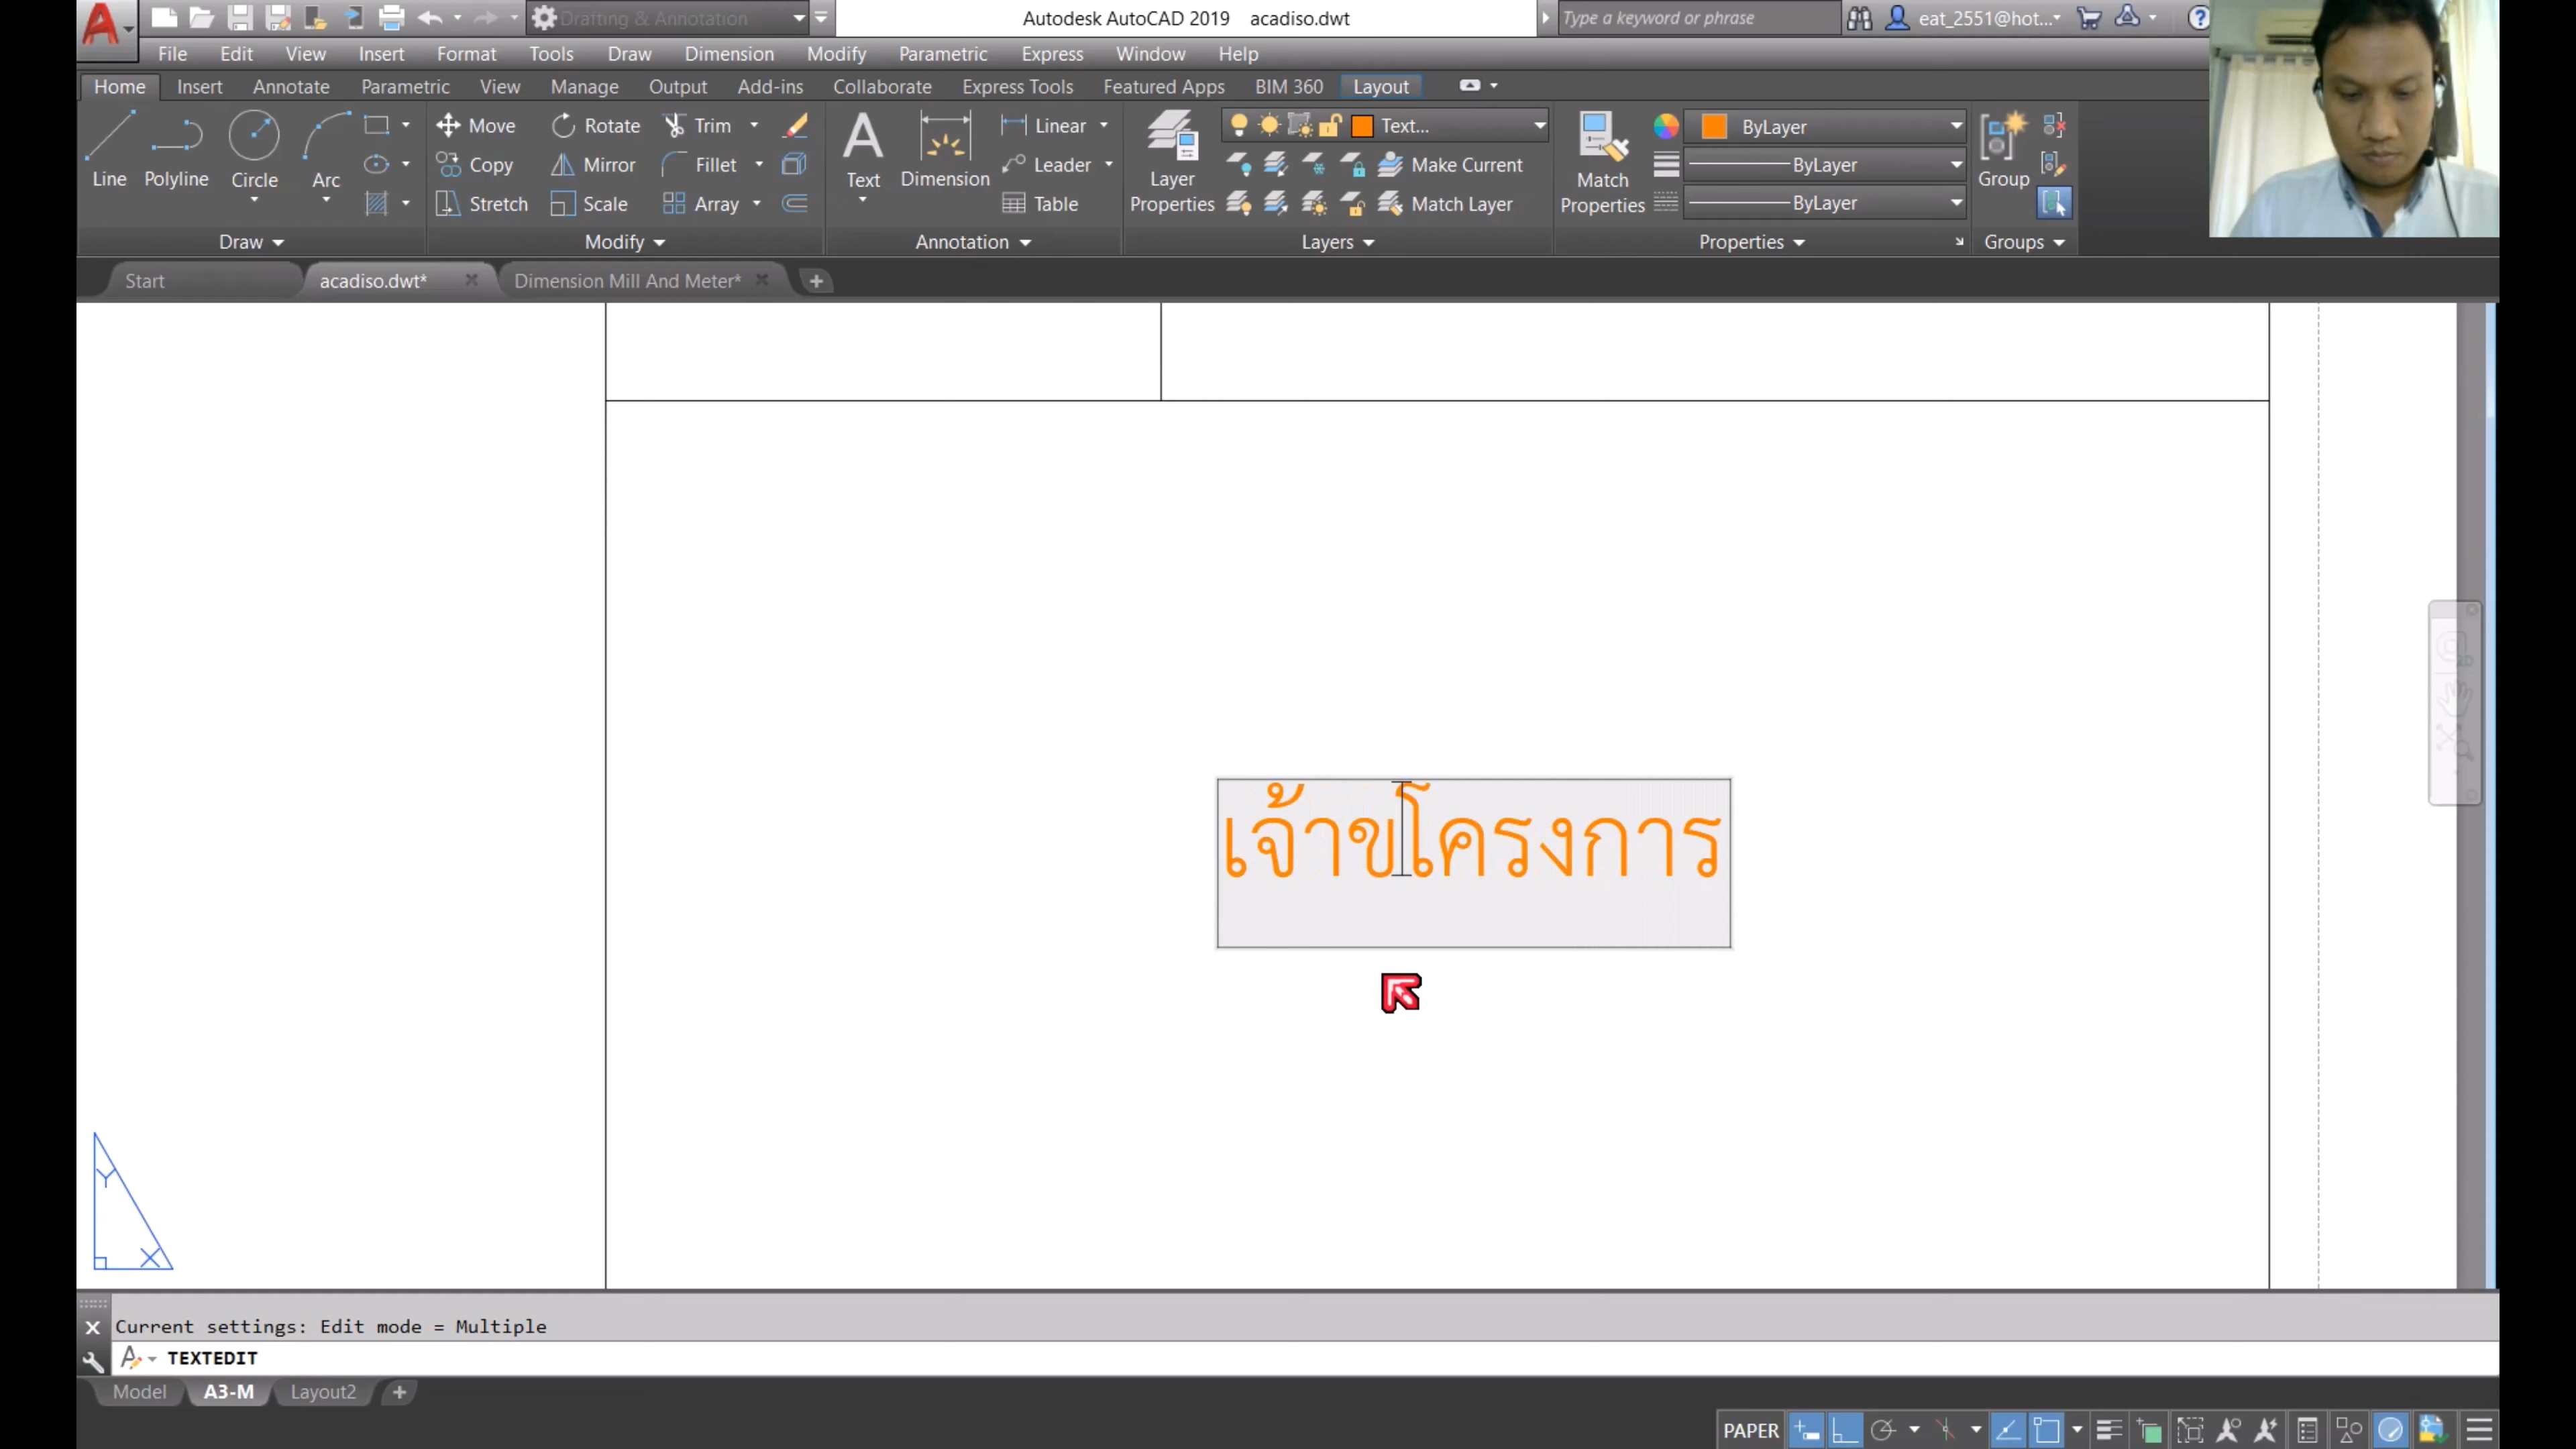 Drafting & Annotation
Autodesk AutoCAD 2019 acadiso.dwt
Type a keyword or phrase
eat_2551@hot...
File Edit View Insert Format Tools Draw Dimension Modify Parametric Express Window Help
Home Insert Annotate Parametric View Manage Output Add-ins Collaborate Express Tools Featured Apps BIM 360 Layout
Line Polyline Circle Arc
Move Rotate Trim
Copy Mirror Fillet
Stretch Scale Array
Text Dimension
Linear
Leader
Table
Layer Properties
Text...
Make Current
Match Layer
Match Properties
ByLayer
ByLayer
ByLayer
Group
Draw Modify Annotation Layers Properties Groups
Start acadiso.dwt* Dimension Mill And Meter*
เจ้าขโครงการ
Y
X
Current settings: Edit mode = Multiple
TEXTEDIT
Model A3-M Layout2
PAPER